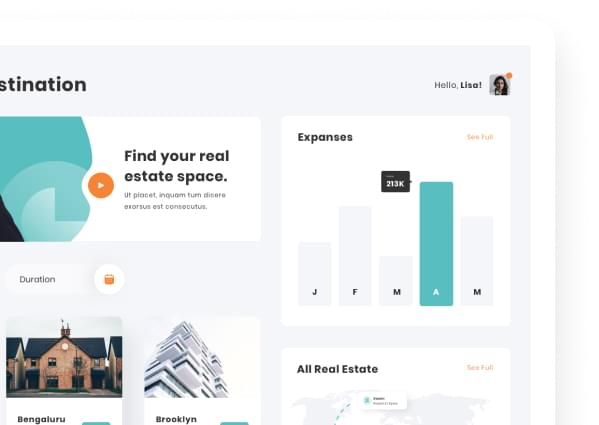 stination
Hello, Lisa!
Find your real
estate space.
Ut placet, inquam tum dicere
exorsus est consecutus.
Duration
Bengaluru
Brooklyn
Expanses
See Full
213K
J F M A M
All Real Estate
See Full